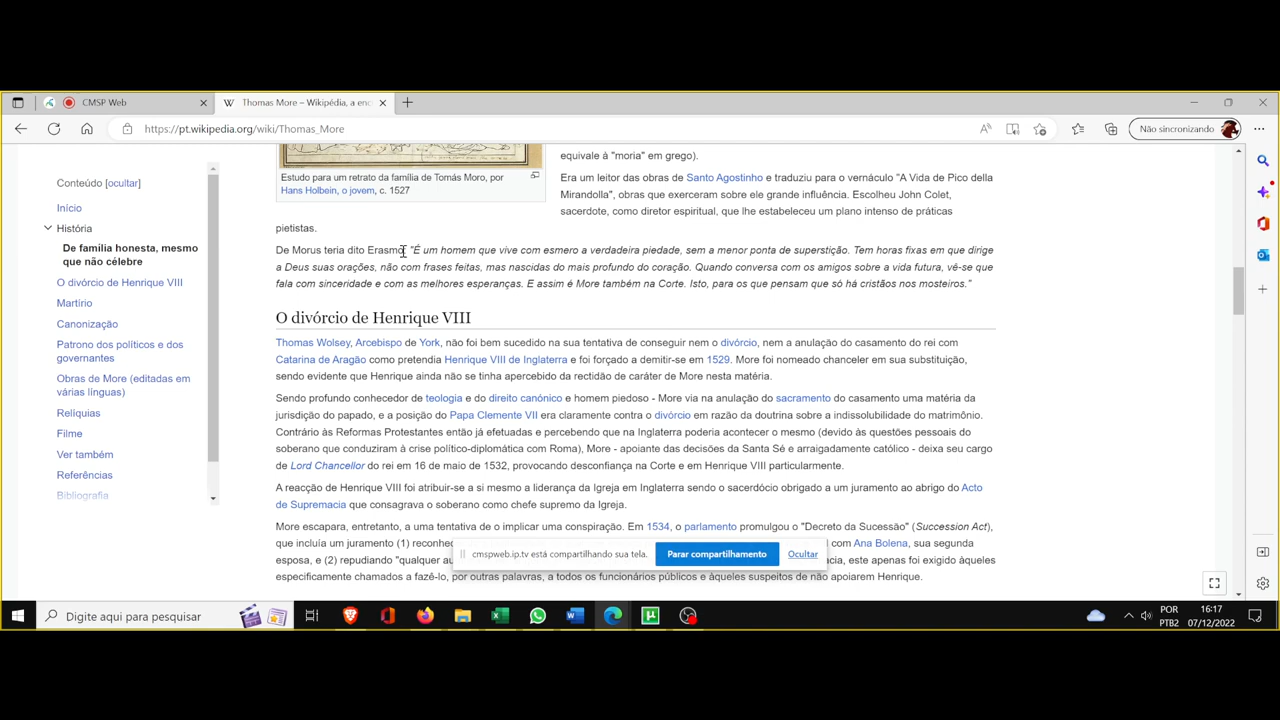 CMSP Web
Thomas More – Wikipédia, a enc
https://pt.wikipedia.org/wiki/Thomas_More
Não sincronizando
Conteúdo [ocultar]
Início
História
De família honesta, mesmo
que não célebre
O divórcio de Henrique VIII
Martírio
Canonização
Patrono dos políticos e dos
governantes
Obras de More (editadas em
várias línguas)
Relíquias
Filme
Ver também
Referências
Bibliografia
Estudo para um retrato da família de Tomás Moro, por
Hans Holbein, o jovem, c. 1527
equivale à "moria" em grego).
Era um leitor das obras de Santo Agostinho e traduziu para o vernáculo "A Vida de Pico della
Mirandolla", obras que exerceram sobre ele grande influência. Escolheu John Colet,
sacerdote, como diretor espiritual, que lhe estabeleceu um plano intenso de práticas
pietistas.
De Morus teria dito Erasmo: "É um homem que vive com esmero a verdadeira piedade, sem a menor ponta de superstição. Tem horas fixas em que dirige
a Deus suas orações, não com frases feitas, mas nascidas do mais profundo do coração. Quando conversa com os amigos sobre a vida futura, vê-se que
fala com sinceridade e com as melhores esperanças. E assim é More também na Corte. Isto, para os que pensam que só há cristãos nos mosteiros."
O divórcio de Henrique VIII
Thomas Wolsey, Arcebispo de York, não foi bem sucedido na sua tentativa de conseguir nem o divórcio, nem a anulação do casamento do rei com
Catarina de Aragão como pretendia Henrique VIII de Inglaterra e foi forçado a demitir-se em 1529. More foi nomeado chanceler em sua substituição,
sendo evidente que Henrique ainda não se tinha apercebido da rectidão de caráter de More nesta matéria.
Sendo profundo conhecedor de teologia e do direito canónico e homem piedoso - More via na anulação do sacramento do casamento uma matéria da
jurisdição do papado, e a posição do Papa Clemente VII era claramente contra o divórcio em razão da doutrina sobre a indissolubilidade do matrimônio.
Contrário às Reformas Protestantes então já efetuadas e percebendo que na Inglaterra poderia acontecer o mesmo (devido às questões pessoais do
soberano que conduziram à crise político-diplomática com Roma), More - apoiante das decisões da Santa Sé e arraigadamente católico - deixa seu cargo
de Lord Chancellor do rei em 16 de maio de 1532, provocando desconfiança na Corte e em Henrique VIII particularmente.
A reacção de Henrique VIII foi atribuir-se a si mesmo a liderança da Igreja em Inglaterra sendo o sacerdócio obrigado a um juramento ao abrigo do Acto
de Supremacia que consagrava o soberano como chefe supremo da Igreja.
More escapara, entretanto, a uma tentativa de o implicar uma conspiração. Em 1534, o parlamento promulgou o "Decreto da Sucessão" (Succession Act),
que incluía um juramento (1) reconhec com Ana Bolena, sua segunda
esposa, e (2) repudiando "qualquer au cia, este apenas foi exigido àqueles
especificamente chamados a fazê-lo, por outras palavras, a todos os funcionários públicos e àqueles suspeitos de não apoiarem Henrique.
cmspweb.ip.tv está compartilhando sua tela. Parar compartilhamento Ocultar
Digite aqui para pesquisar
POR
PTB2
16:17
07/12/2022